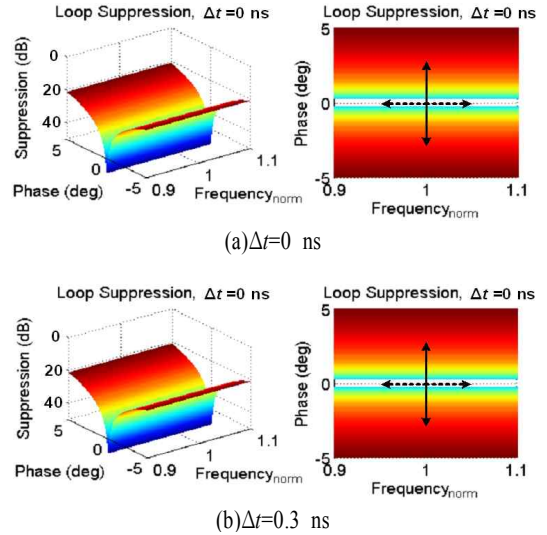 Loop Suppression, Δt=0 ns
Suppression (dB)
0
20
40
5
0
-5
Phase (deg)
0.9
1
1.1
Frequency_norm
Loop Suppression, Δt=0 ns
Phase (deg)
5
0
-5
0.9
1
1.1
Frequency_norm
(a)Δt=0 ns
Loop Suppression, Δt=0 ns
Suppression (dB)
0
20
40
5
0
-5
Phase (deg)
0.9
1
1.1
Frequency_norm
Loop Suppression, Δt=0 ns
Phase (deg)
5
0
-5
0.9
1
1.1
Frequency_norm
(b)Δt=0.3 ns